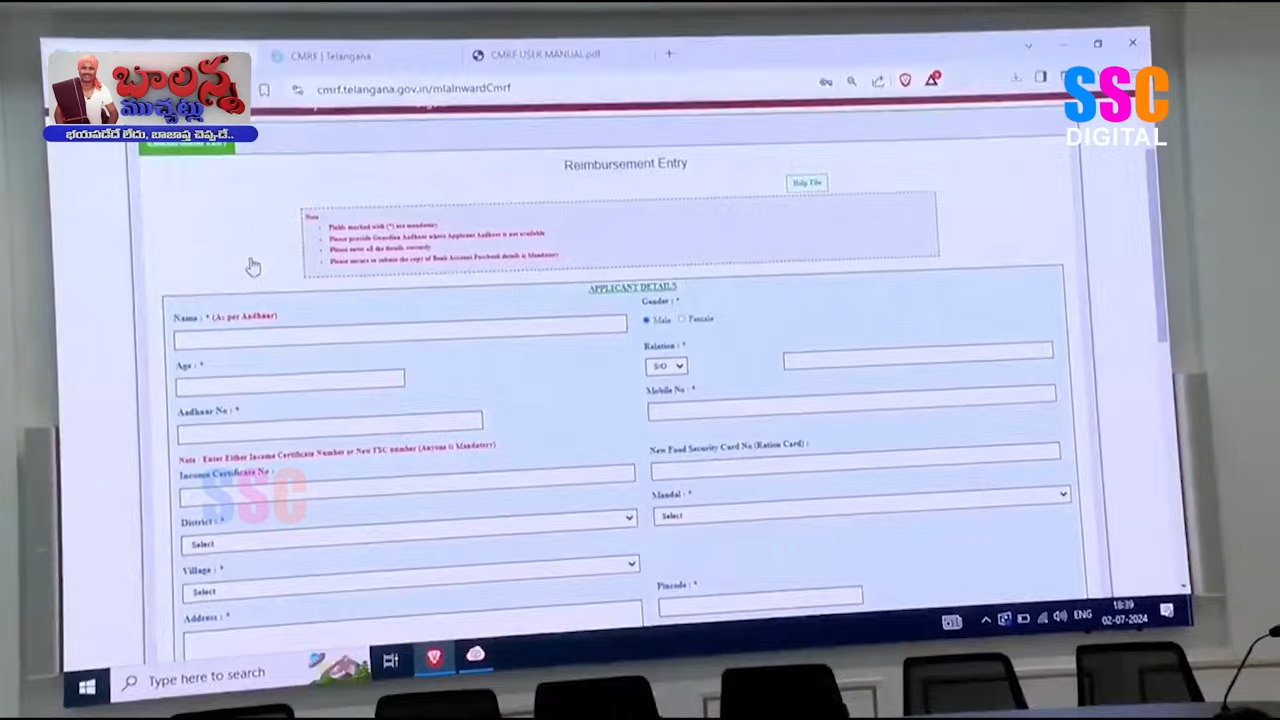 CMRF | Telangana
CMRF USER MANUAL.pdf
బాలన్న
ముచ్చట్లు
భయపడేదే లేదు, బాజాప్త చెప్పుడే..
cmrf.telangana.gov.in/mlaInwardCmrf
SSC
DIGITAL
Reimbursement Entry
Help File
Note
Fields marked with (*) are mandatory
Please provide Guardian Aadhaar where Applicant Aadhaar is not available
Please enter all the details correctly
Please ensure to submit the copy of Bank Account Passbook details is Mandatory
APPLICANT DETAILS
Name : * (As per Aadhaar)
Gender : *
Male Female
Age : *
Relation : *
S/O
Aadhaar No : *
Mobile No : *
Note : Enter Either Income Certificate Number or New FSC number (Anyone is Mandatory)
Income Certificate No :
New Food Security Card No (Ration Card) :
SSC
District : *
Select
Mandal : *
Select
Village : *
Select
Pincode : *
Address : *
Type here to search
ENG
18:39
02-07-2024